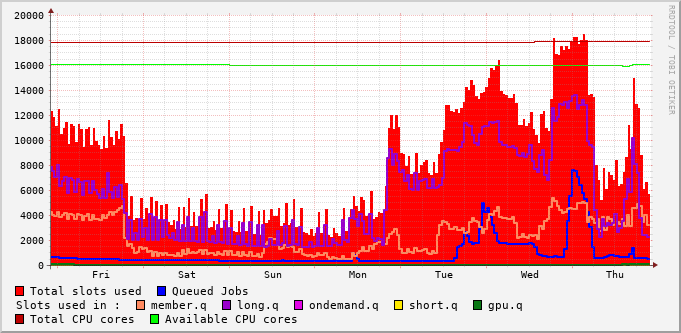 20000
18000
16000
14000
12000
10000
8000
6000
4000
2000
0
Fri Sat Sun Mon Tue Wed Thu
RRDTOOL / TOBI OETIKER
Total slots used Queued Jobs
Slots used in : member.q long.q ondemand.q short.q gpu.q
Total CPU cores Available CPU cores